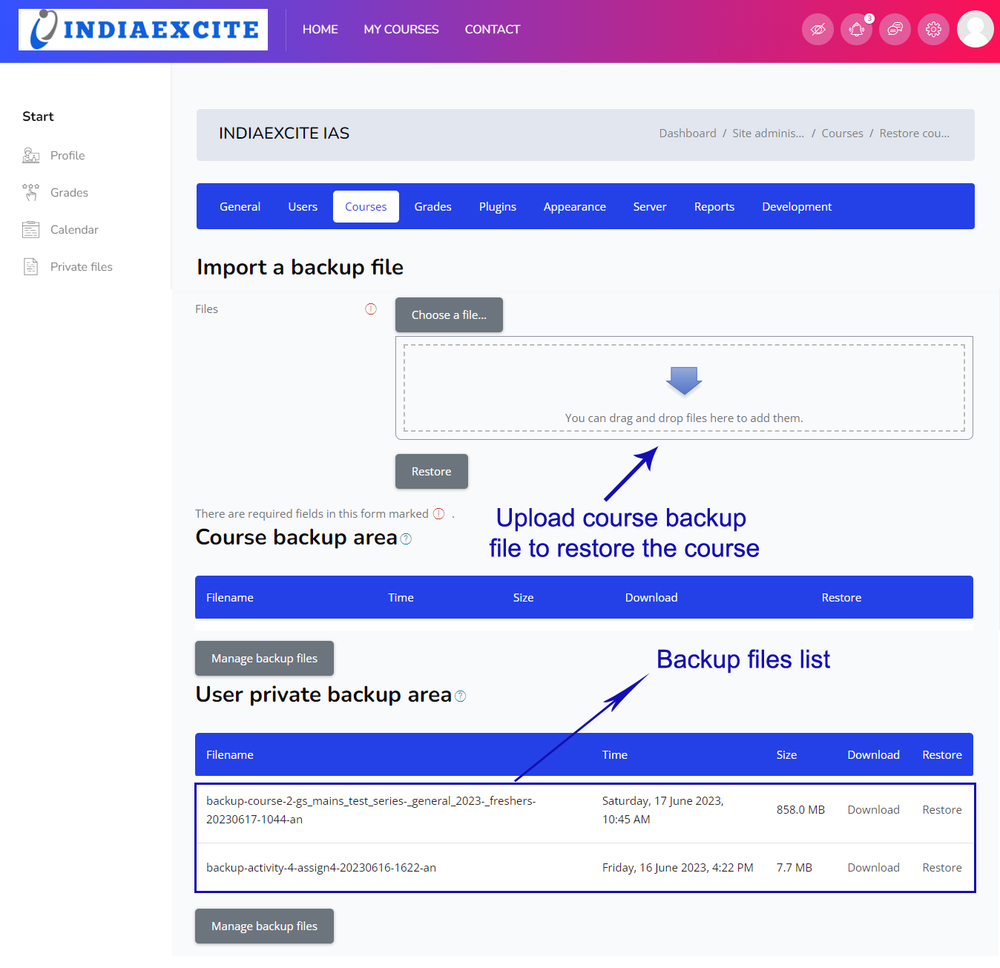 INDIAEXCITE
HOME MY COURSES CONTACT
3
Start
Profile
Grades
Calendar
Private files
INDIAEXCITE IAS
Dashboard / Site adminis... / Courses / Restore cou...
General Users Courses Grades Plugins Appearance Server Reports Development
Import a backup file
Files
Choose a file...
You can drag and drop files here to add them.
Restore
There are required fields in this form marked .
Upload course backup
file to restore the course
Course backup area
Filename Time Size Download Restore
Manage backup files
Backup files list
User private backup area
Filename Time Size Download Restore
backup-course-2-gs_mains_test_series-_general_2023-_freshers-
20230617-1044-an
Saturday, 17 June 2023,
10:45 AM
858.0 MB Download Restore
backup-activity-4-assign4-20230616-1622-an Friday, 16 June 2023, 4:22 PM 7.7 MB Download Restore
Manage backup files